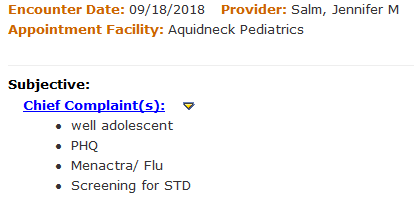 Encounter Date: 09/18/2018 Provider: Salm, Jennifer M
Appointment Facility: Aquidneck Pediatrics
Subjective:
Chief Complaint(s):
• well adolescent
• PHQ
• Menactra/ Flu
• Screening for STD